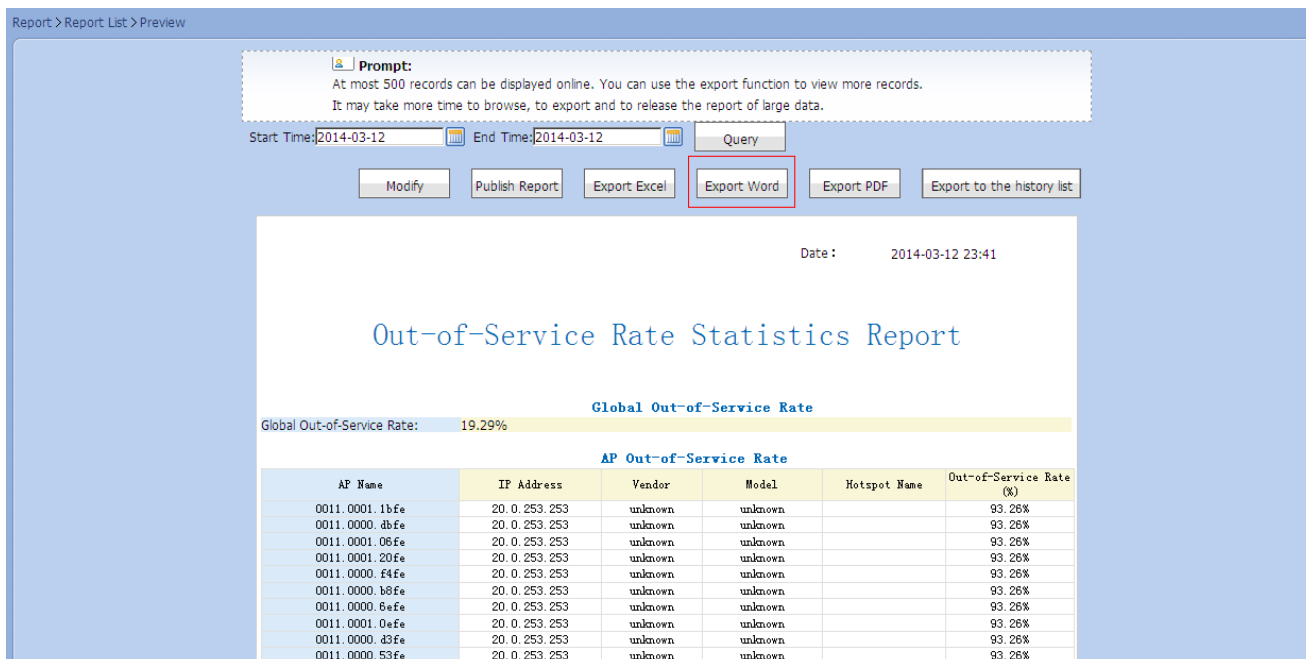 Report > Report List > Preview
Prompt:
At most 500 records can be displayed online. You can use the export function to view more records.
It may take more time to browse, to export and to release the report of large data.
Start Time: 2014-03-12 End Time: 2014-03-12 Query
Modify Publish Report Export Excel Export Word Export PDF Export to the history list
Date: 2014-03-12 23:41
Out-of-Service Rate Statistics Report
Global Out-of-Service Rate
Global Out-of-Service Rate: 19.29%
AP Out-of-Service Rate
AP Name IP Address Vendor Model Hotspot Name Out-of-Service Rate (%)
0011.0001.1bfe 20.0.253.253 unknown unknown 93.26%
0011.0000.dbfe 20.0.253.253 unknown unknown 93.26%
0011.0001.06fe 20.0.253.253 unknown unknown 93.26%
0011.0001.20fe 20.0.253.253 unknown unknown 93.26%
0011.0000.f4fe 20.0.253.253 unknown unknown 93.26%
0011.0000.b8fe 20.0.253.253 unknown unknown 93.26%
0011.0000.6efe 20.0.253.253 unknown unknown 93.26%
0011.0001.0efe 20.0.253.253 unknown unknown 93.26%
0011.0000.d3fe 20.0.253.253 unknown unknown 93.26%
0011.0000.53fe 20.0.253.253 unknown unknown 93.26%